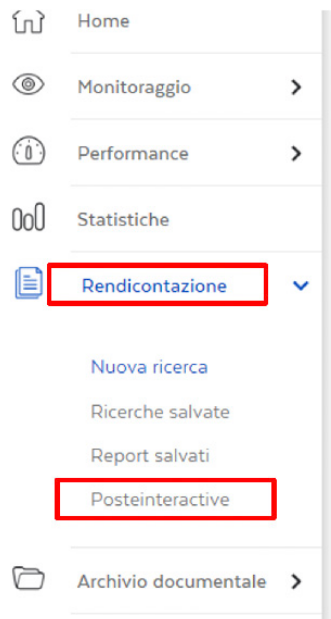 Home
Monitoraggio
Performance
Statistiche
Rendicontazione
Nuova ricerca
Ricerche salvate
Report salvati
Posteinteractive
Archivio documentale